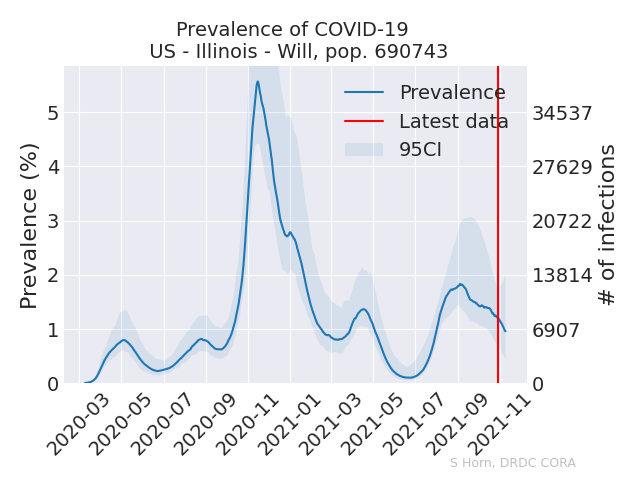 Prevalence of COVID-19
US - Illinois - Will, pop. 690743
Prevalence
Latest data
95CI
Prevalence (%)
5
4
3
2
1
0
# of infections
34537
27629
20722
13814
6907
0
2020-03
2020-05
2020-07
2020-09
2020-11
2021-01
2021-03
2021-05
2021-07
2021-09
2021-11
S Horn, DRDC CORA